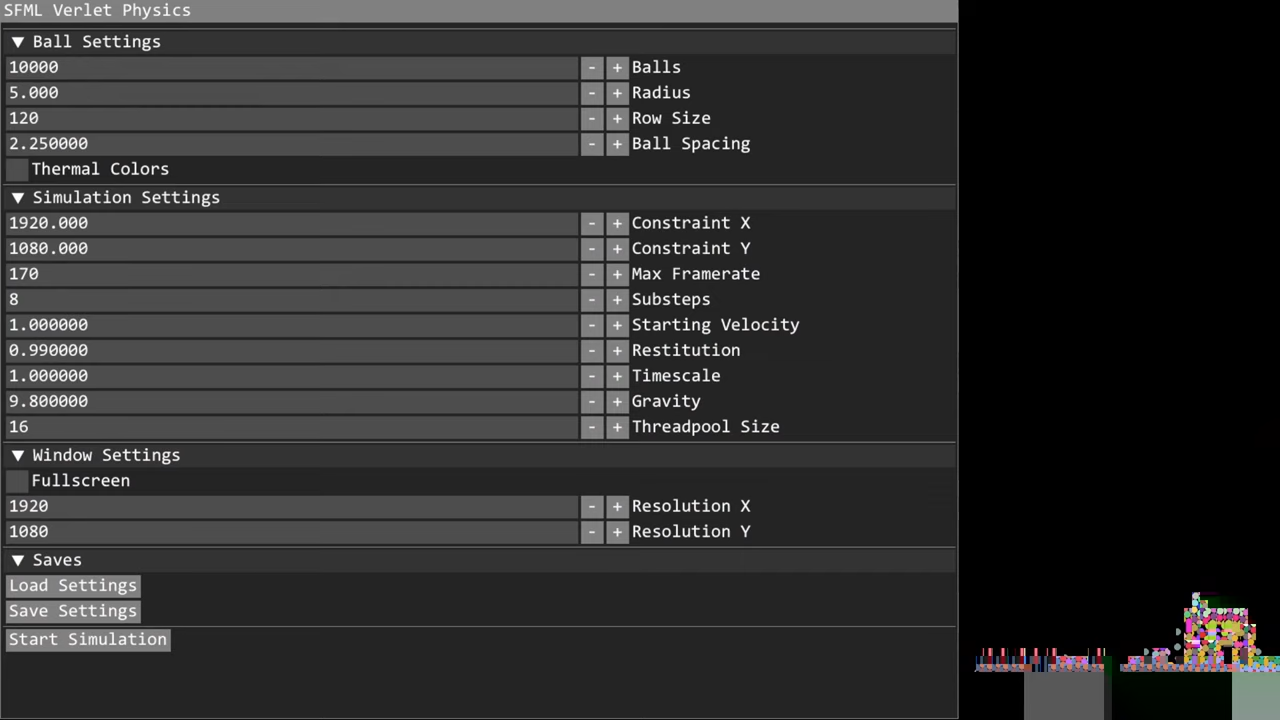 SFML Verlet Physics
Ball Settings
10000 - + Balls
5.000 - + Radius
120 - + Row Size
2.250000 - + Ball Spacing
Thermal Colors
Simulation Settings
1920.000 - + Constraint X
1080.000 - + Constraint Y
170 - + Max Framerate
8 - + Substeps
1.000000 - + Starting Velocity
0.990000 - + Restitution
1.000000 - + Timescale
9.800000 - + Gravity
16 - + Threadpool Size
Window Settings
Fullscreen
1920 - + Resolution X
1080 - + Resolution Y
Saves
Load Settings
Save Settings
Start Simulation